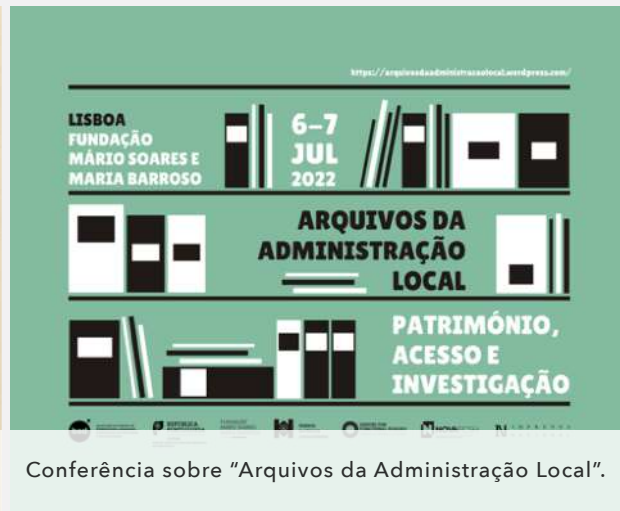 https://arquivosdaadministracaolocal.wordpress.com/
LISBOA
FUNDAÇÃO
MÁRIO SOARES E
MARIA BARROSO
6–7
JUL
2022
ARQUIVOS DA
ADMINISTRAÇÃO
LOCAL
PATRIMÓNIO,
ACESSO E
INVESTIGAÇÃO
Conferência sobre “Arquivos da Administração Local”.